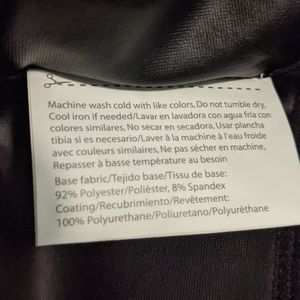 Machine wash cold with like colors, Do not tumble dry,
Cool iron if needed/Lavar en lavadora con agua fria con
colores similares, No secar en secadora, Usar plancha
tibia si es necesario/Laver à la machine à l'eau froide
avec couleurs similaires, Ne pas sécher en machine,
Repasser à basse température au besoin
Base fabric/Tejido base/Tissu de base:
92% Polyester/Poliéster, 8% Spandex
Coating/Recubrimiento/Revêtement:
100% Polyurethane/Poliuretano/Polyuréthane